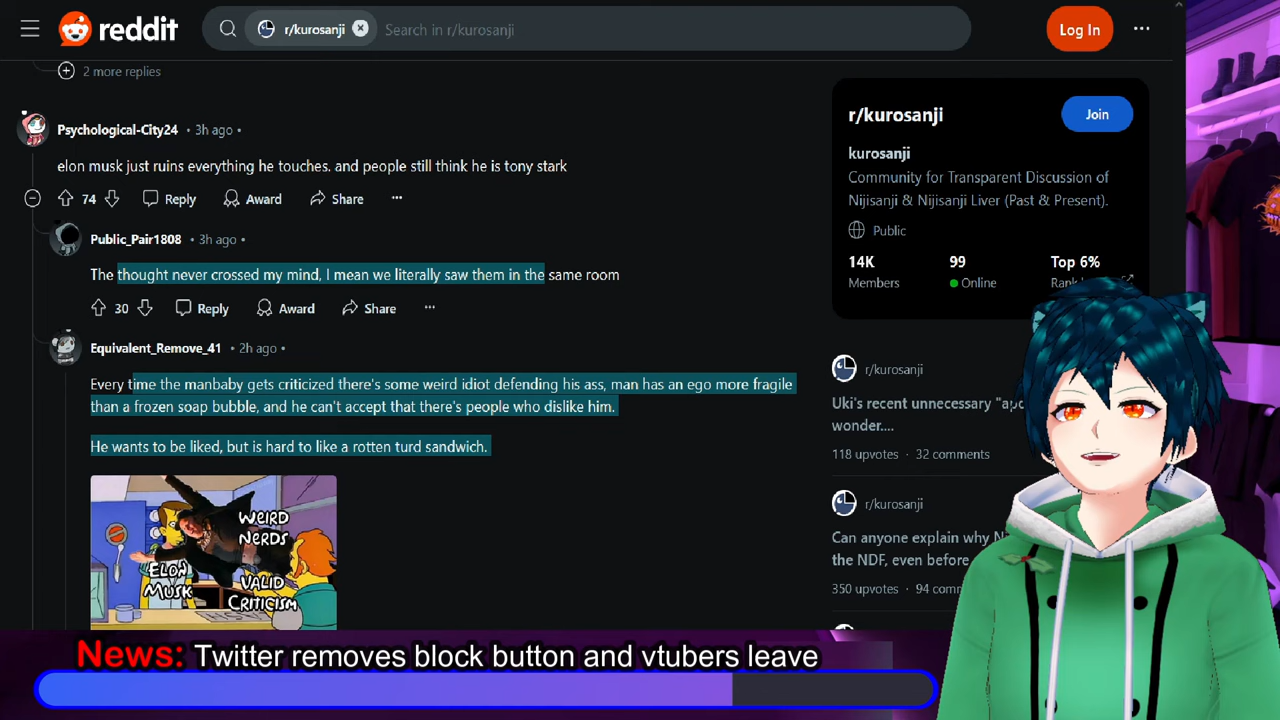 reddit
r/kurosanji
Search in r/kurosanji
Log In
2 more replies
Psychological-City24 • 3h ago •
elon musk just ruins everything he touches. and people still think he is tony stark
74 Reply Award Share
Public_Pair1808 • 3h ago •
The thought never crossed my mind, I mean we literally saw them in the same room
30 Reply Award Share
Equivalent_Remove_41 • 2h ago •
Every time the manbaby gets criticized there's some weird idiot defending his ass, man has an ego more fragile
than a frozen soap bubble, and he can't accept that there's people who dislike him.
He wants to be liked, but is hard to like a rotten turd sandwich.
WEIRD
NERDS
ELON
MUSK
VALID
CRITICISM
r/kurosanji
Join
kurosanji
Community for Transparent Discussion of
Nijisanji & Nijisanji Liver (Past & Present).
Public
14K 99 Top 6%
Members Online
r/kurosanji
Uki's recent unnecessary
wonder....
118 upvotes • 32 comments
r/kurosanji
Can anyone explain why
the NDF, even before
350 upvotes • 94
News: Twitter removes block button and vtubers leave